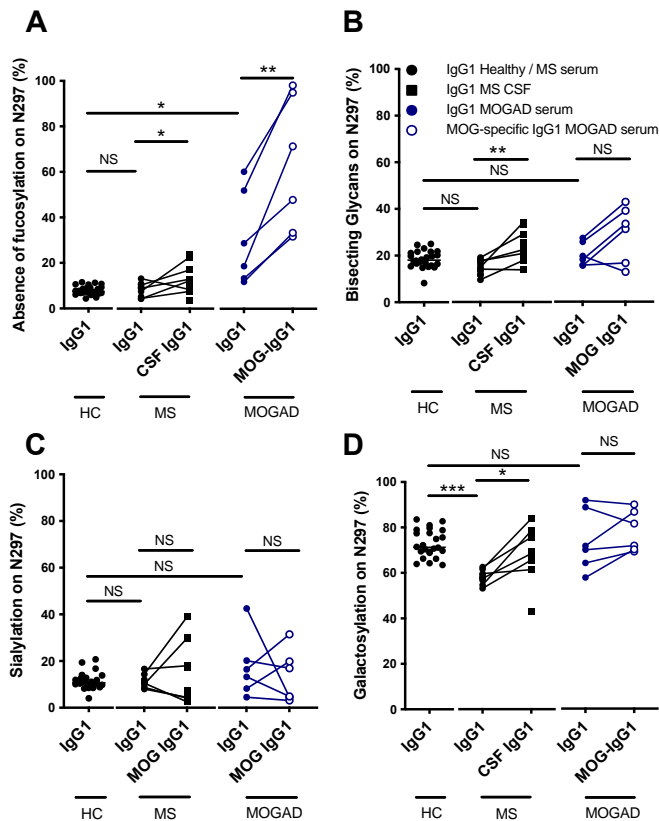 A
Absence of fucosylation on N297 (%)
100
80
60
40
20
0
**
*
*
NS
IgG1
IgG1
CSF IgG1
IgG1
MOG-IgG1
HC
MS
MOGAD
B
Bisecting Glycans on N297 (%)
100
80
60
40
20
0
IgG1 Healthy / MS serum
IgG1 MS CSF
IgG1 MOGAD serum
MOG-specific IgG1 MOGAD serum
**
NS
NS
NS
IgG1
IgG1
CSF IgG1
IgG1
MOG IgG1
HC
MS
MOGAD
C
Sialylation on N297 (%)
100
80
60
40
20
0
NS
NS
NS
NS
IgG1
IgG1
MOG IgG1
IgG1
MOG IgG1
HC
MS
MOGAD
D
Galactosylation on N297 (%)
100
80
60
40
20
0
NS
NS
*
***
IgG1
IgG1
CSF IgG1
IgG1
MOG-IgG1
HC
MS
MOGAD